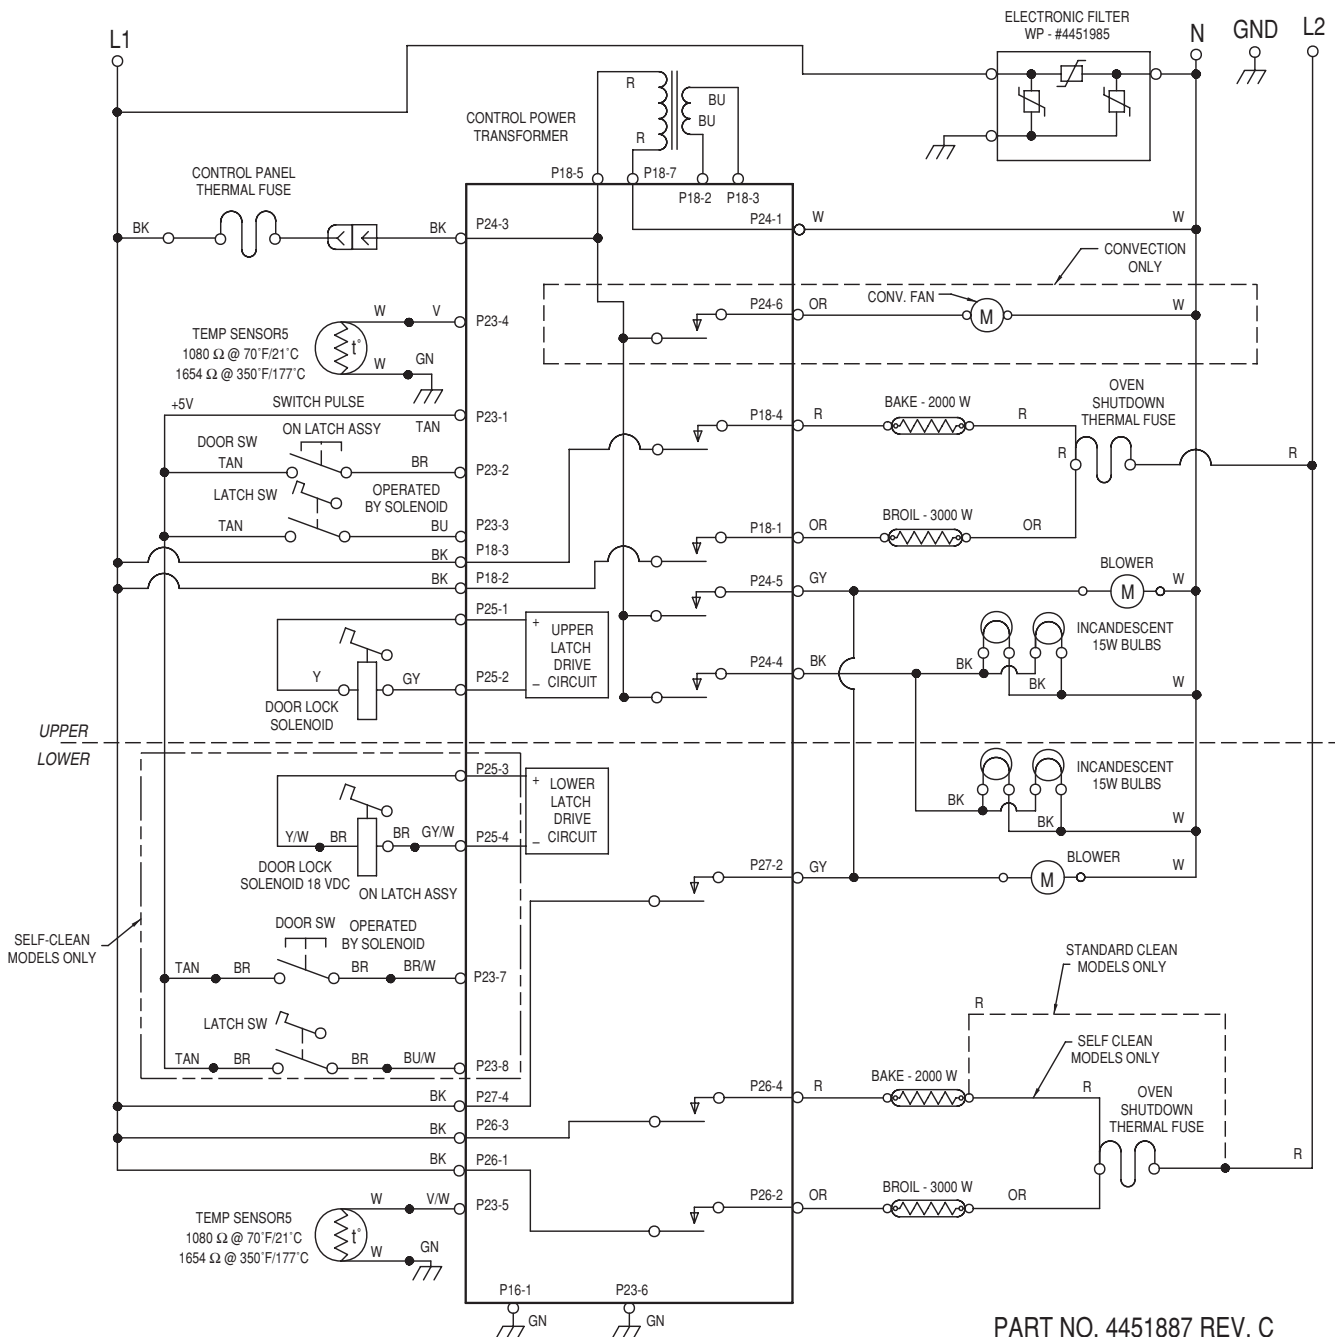 ELECTRONIC FILTER
WP - #4451985
L1
N
GND
L2
R
BU
BU
R
CONTROL POWER
TRANSFORMER
P18-5
P18-7
P18-2
P18-3
CONTROL PANEL
THERMAL FUSE
BK
BK
P24-3
P24-1
W
W
CONVECTION
ONLY
P24-6
OR
CONV. FAN
M
W
TEMP SENSOR5
1080 Ω @ 70˚F/21˚C
1654 Ω @ 350˚F/177˚C
t˚
W
V
P23-4
W
GN
+5V
SWITCH PULSE
P23-1
TAN
DOOR SW
ON LATCH ASSY
TAN
BR
P23-2
LATCH SW
OPERATED
BY SOLENOID
TAN
BU
P23-3
BK
P18-3
BK
P18-2
P18-4
R
BAKE - 2000 W
R
OVEN
SHUTDOWN
THERMAL FUSE
R
R
P18-1
OR
BROIL - 3000 W
OR
P24-5
GY
BLOWER
M
W
P25-1
+
UPPER
LATCH
DRIVE
CIRCUIT
–
Y
GY
P25-2
DOOR LOCK
SOLENOID
P24-4
BK
INCANDESCENT
15W BULBS
BK
BK
W
UPPER
LOWER
P25-3
+
LOWER
LATCH
DRIVE
CIRCUIT
–
Y/W
BR
BR
GY/W
P25-4
DOOR LOCK
SOLENOID 18 VDC
ON LATCH ASSY
INCANDESCENT
15W BULBS
BK
BK
W
P27-2
GY
BLOWER
M
W
SELF-CLEAN
MODELS ONLY
DOOR SW
OPERATED
BY SOLENOID
TAN
BR
BR
BR/W
P23-7
LATCH SW
TAN
BR
BR
BU/W
P23-8
STANDARD CLEAN
MODELS ONLY
R
SELF CLEAN
MODELS ONLY
BK
P27-4
BK
P26-3
BK
P26-1
P26-4
R
BAKE - 2000 W
R
OVEN
SHUTDOWN
THERMAL FUSE
R
P26-2
OR
BROIL - 3000 W
OR
TEMP SENSOR5
1080 Ω @ 70˚F/21˚C
1654 Ω @ 350˚F/177˚C
t˚
W
V/W
P23-5
W
GN
P16-1
GN
P23-6
GN
PART NO. 4451887 REV. C